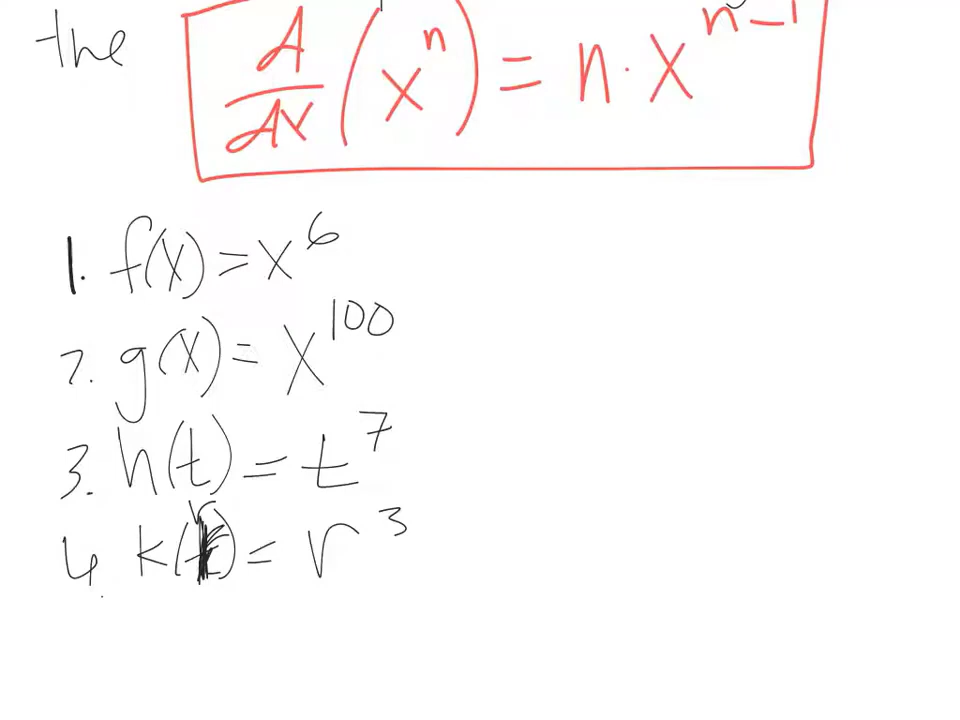 the d/dx (x^n) = n · x^(n-1)
1. f(x) = x^6
2. g(x) = x^100
3. h(t) = t^7
4. k(r) = r^3